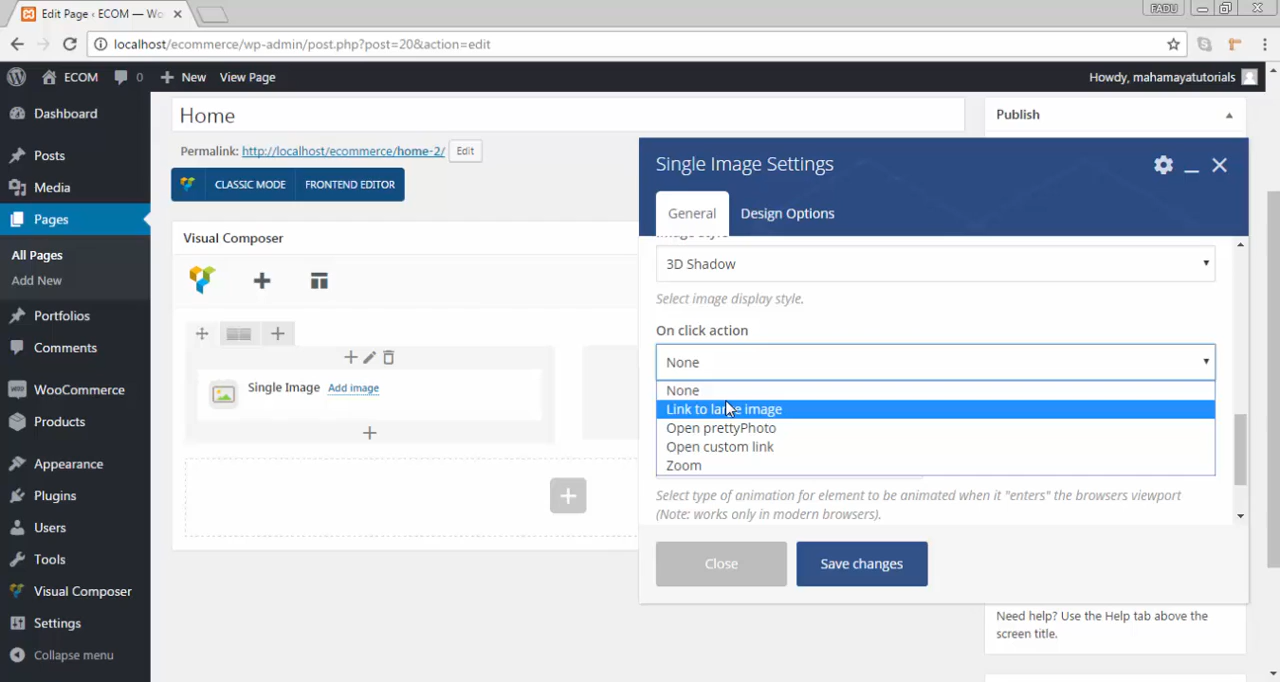 Edit Page ‹ ECOM — Wo
FADU
localhost/ecommerce/wp-admin/post.php?post=20&action=edit
ECOM
0
New
View Page
Howdy, mahamayatutorials
Dashboard
Posts
Media
Pages
All Pages
Add New
Portfolios
Comments
WooCommerce
Products
Appearance
Plugins
Users
Tools
Visual Composer
Settings
Collapse menu
Home
Permalink: http://localhost/ecommerce/home-2/
Edit
CLASSIC MODE
FRONTEND EDITOR
Visual Composer
Single Image
Add image
Publish
Single Image Settings
General
Design Options
Image style
3D Shadow
Select image display style.
On click action
None
None
Link to large image
Open prettyPhoto
Open custom link
Zoom
Select type of animation for element to be animated when it "enters" the browsers viewport
(Note: works only in modern browsers).
Close
Save changes
Need help? Use the Help tab above the
screen title.